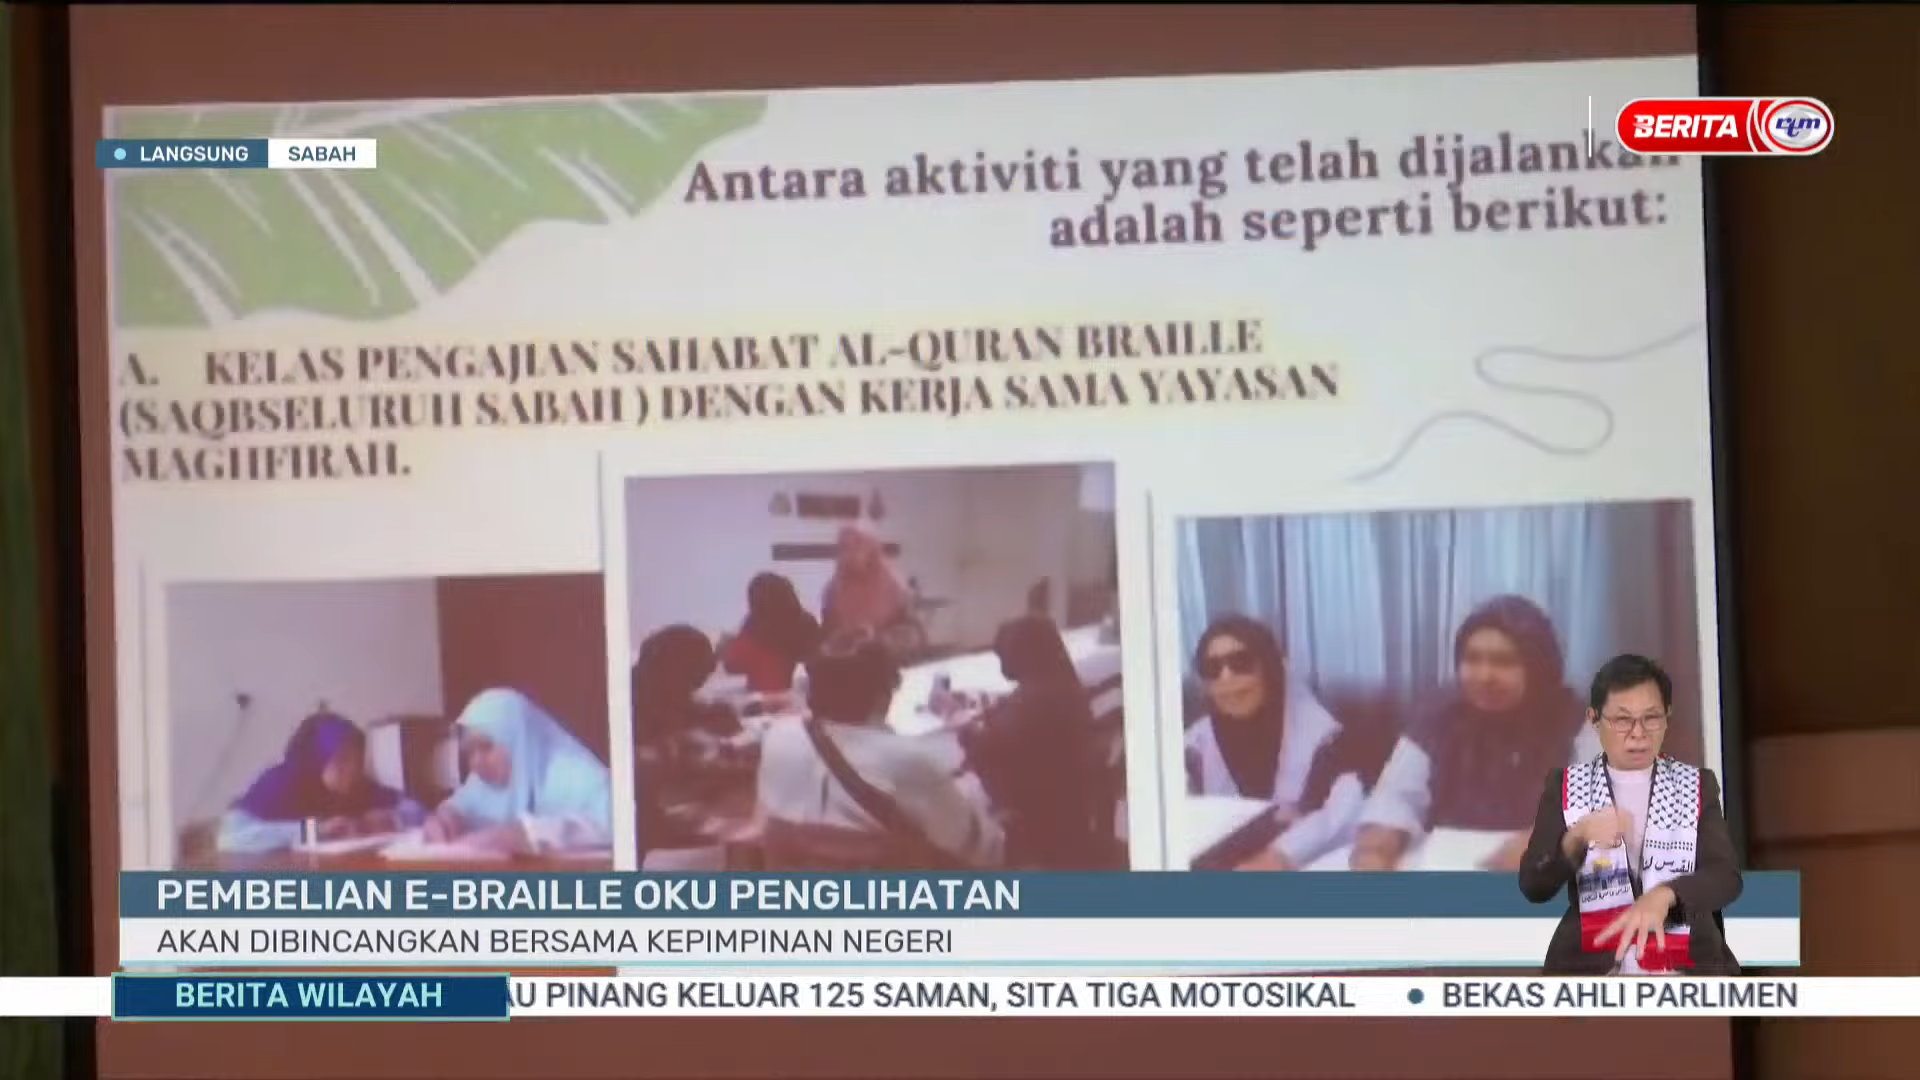 LANGSUNG SABAH
BERITA rtm
Antara aktiviti yang telah dijalankan
adalah seperti berikut:
A. KELAS PENGAJIAN SAHABAT AL-QURAN BRAILLE
(SAQBSELURUH SABAH ) DENGAN KERJA SAMA YAYASAN
MAGHFIRAH.
PEMBELIAN E-BRAILLE OKU PENGLIHATAN
AKAN DIBINCANGKAN BERSAMA KEPIMPINAN NEGERI
BERITA WILAYAH AU PINANG KELUAR 125 SAMAN, SITA TIGA MOTOSIKAL • BEKAS AHLI PARLIMEN